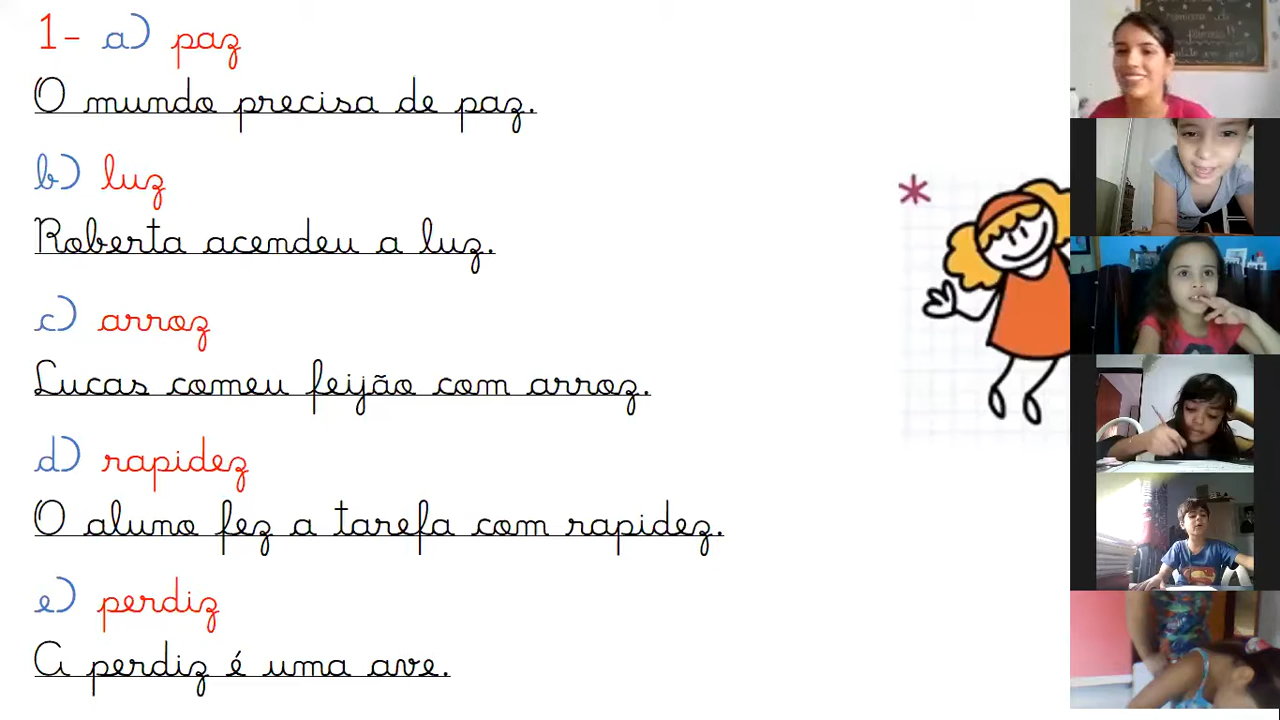 1- a) paz
O mundo precisa de paz.
b) luz
Roberta acendeu a luz.
c) arroz
Lucas comeu feijão com arroz.
d) rapidez
O aluno fez a tarefa com rapidez.
e) perdiz
A perdiz é uma ave.